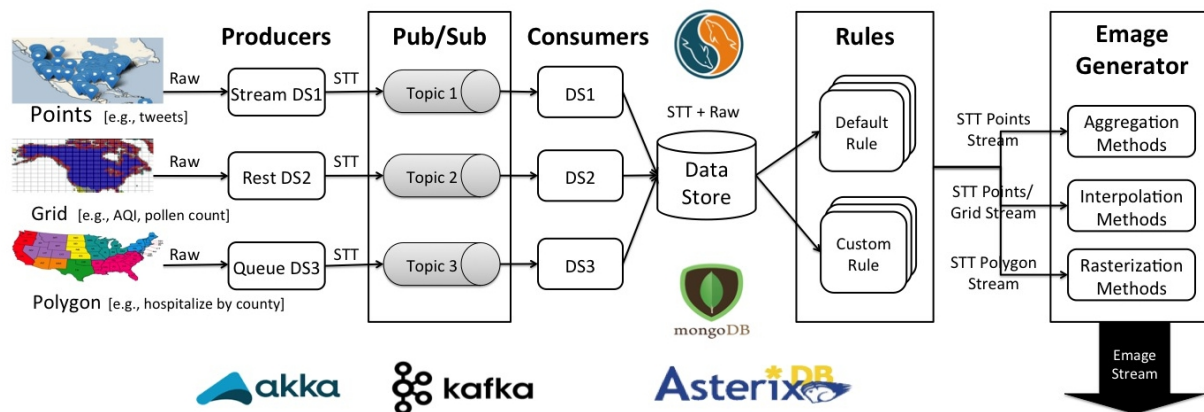 Producers
Pub/Sub
Consumers
Rules
Emage
Generator
Raw
Stream DS1
STT
Topic 1
DS1
Points [e.g., tweets]
Raw
Rest DS2
STT
Topic 2
DS2
Grid [e.g., AQI, pollen count]
Raw
Queue DS3
STT
Topic 3
DS3
Polygon [e.g., hospitalize by county]
STT + Raw
Data
Store
Default
Rule
Custom
Rule
STT Points
Stream
STT Points/
Grid Stream
STT Polygon
Stream
Aggregation
Methods
Interpolation
Methods
Rasterization
Methods
mongoDB
akka
kafka
AsterixDB
Emage
Stream